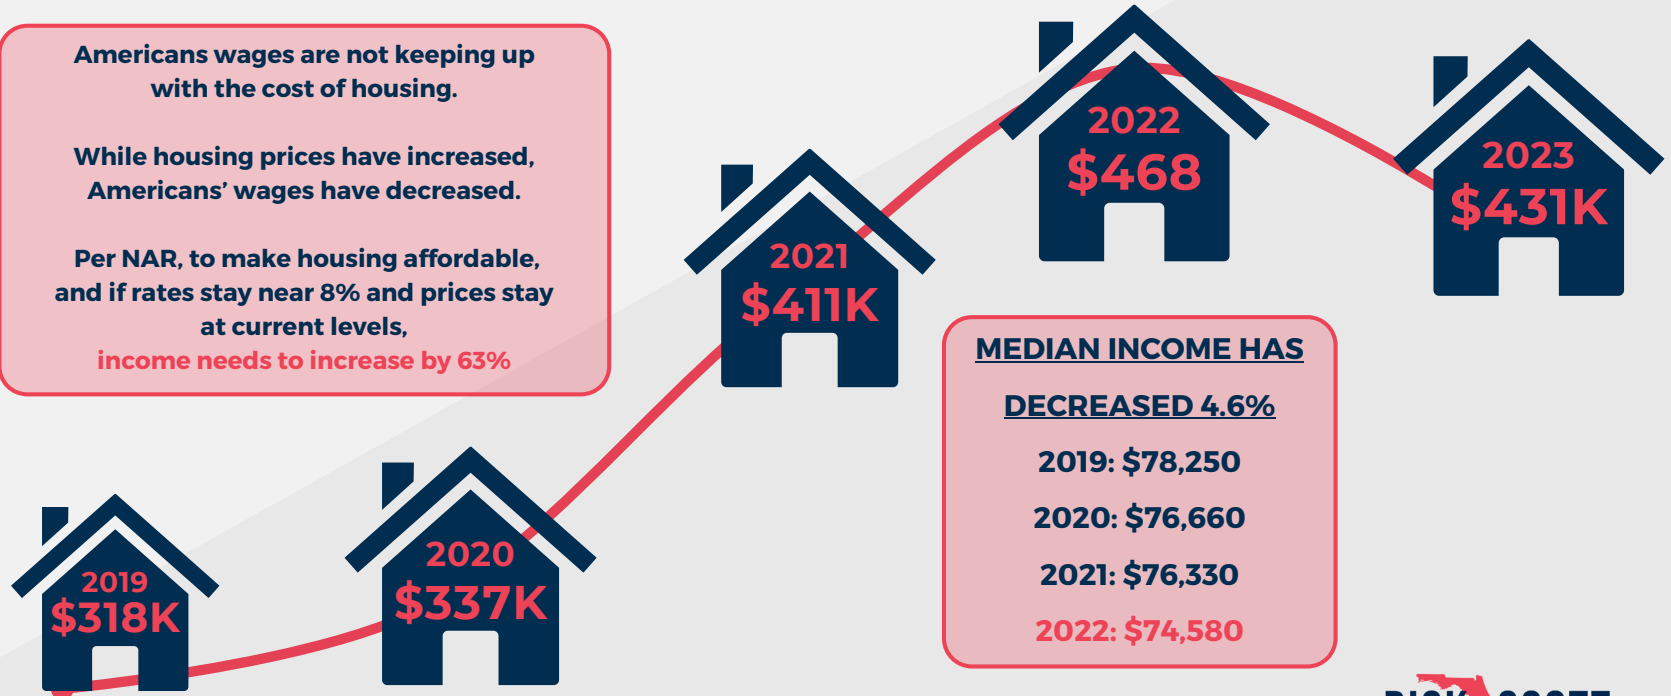 Americans wages are not keeping up
with the cost of housing.
While housing prices have increased,
Americans' wages have decreased.
Per NAR, to make housing affordable,
and if rates stay near 8% and prices stay
at current levels,
income needs to increase by 63%
2019
$318K
2020
$337K
2021
$411K
2022
$468
2023
$431K
MEDIAN INCOME HAS
DECREASED 4.6%
2019: $78,250
2020: $76,660
2021: $76,330
2022: $74,580